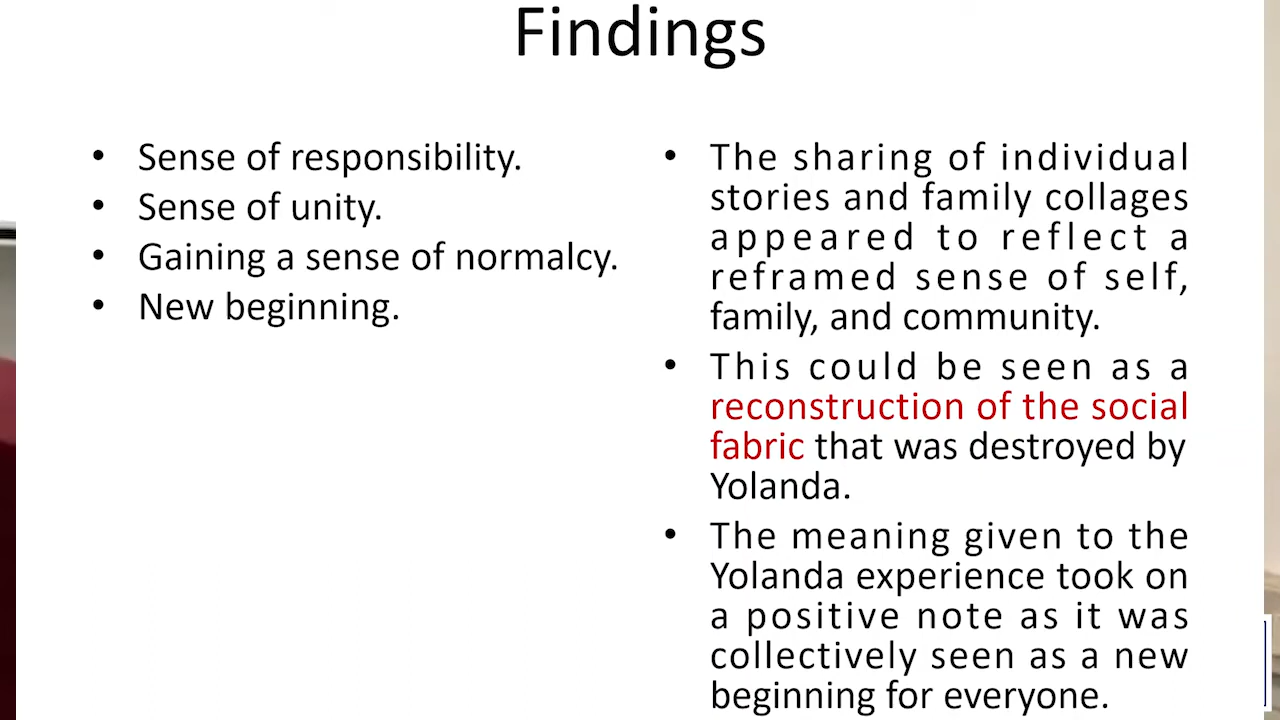 Findings
• Sense of responsibility.
• Sense of unity.
• Gaining a sense of normalcy.
• New beginning.
• The sharing of individual
stories and family collages
appeared to reflect a
reframed sense of self,
family, and community.
• This could be seen as a
reconstruction of the social
fabric that was destroyed by
Yolanda.
• The meaning given to the
Yolanda experience took on
a positive note as it was
collectively seen as a new
beginning for everyone.